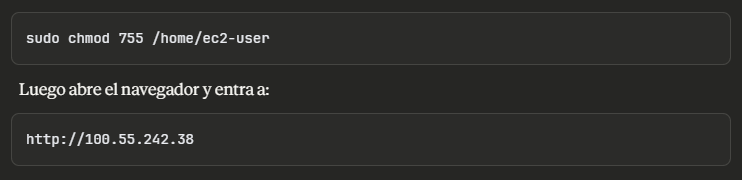 sudo chmod 755 /home/ec2-user
Luego abre el navegador y entra a:
http://100.55.242.38